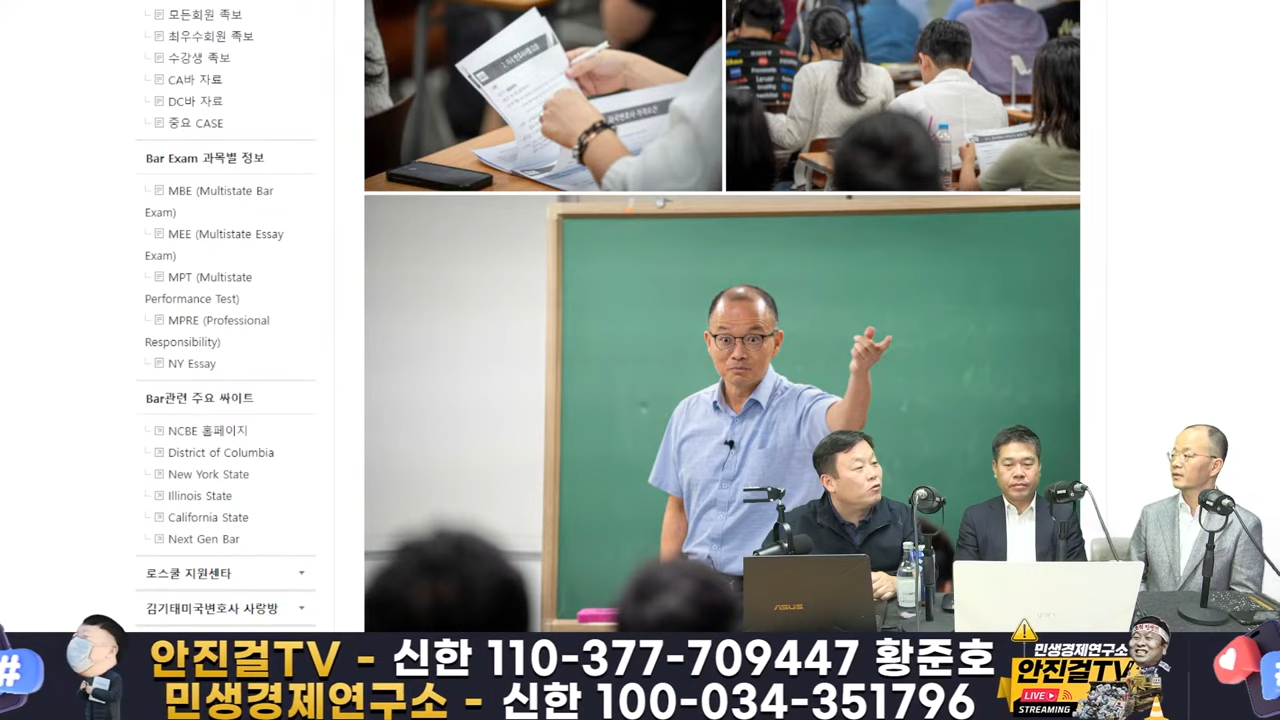 모든회원 족보
최우수회원 족보
수강생 족보
CA바 자료
DC바 자료
중요 CASE
Bar Exam 과목별 정보
MBE (Multistate Bar
Exam)
MEE (Multistate Essay
Exam)
MPT (Multistate
Performance Test)
MPRE (Professional
Responsibility)
NY Essay
Bar관련 주요 싸이트
NCBE 홈페이지
District of Columbia
New York State
Illinois State
California State
Next Gen Bar
로스쿨 지원센타
김기태미국변호사 사랑방
ASUS
안진걸TV - 신한 110-377-709447 황준호
민생경제연구소 - 신한 100-034-351796
#
민생경제연구소
안진걸TV
LIVE
STREAMING